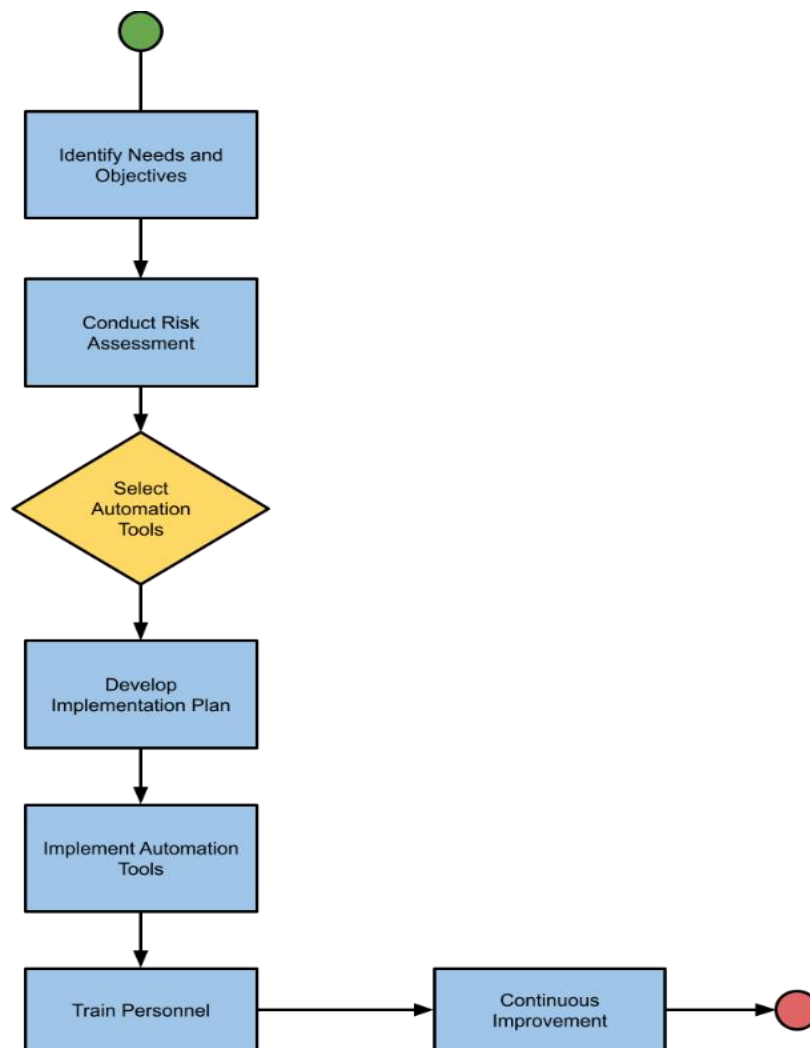 Identify Needs and
Objectives
Conduct Risk
Assessment
Select
Automation
Tools
Develop
Implementation Plan
Implement Automation
Tools
Train Personnel
Continuous
Improvement